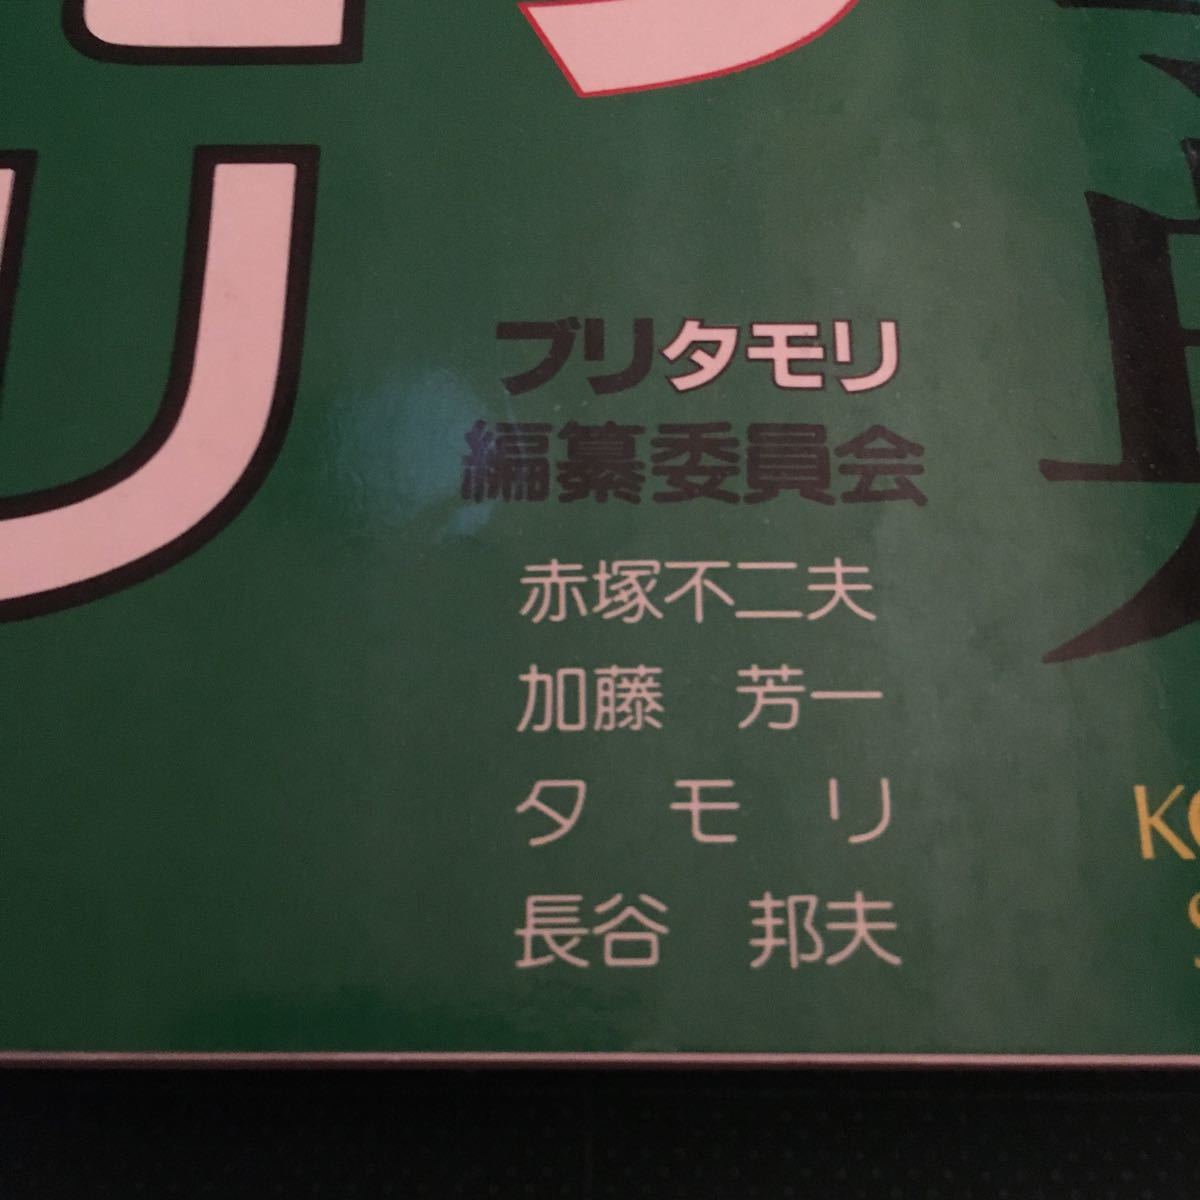 リ
ブリタモリ
編纂委員会
赤塚不二夫
加藤　芳一
タモリ
長谷　邦夫